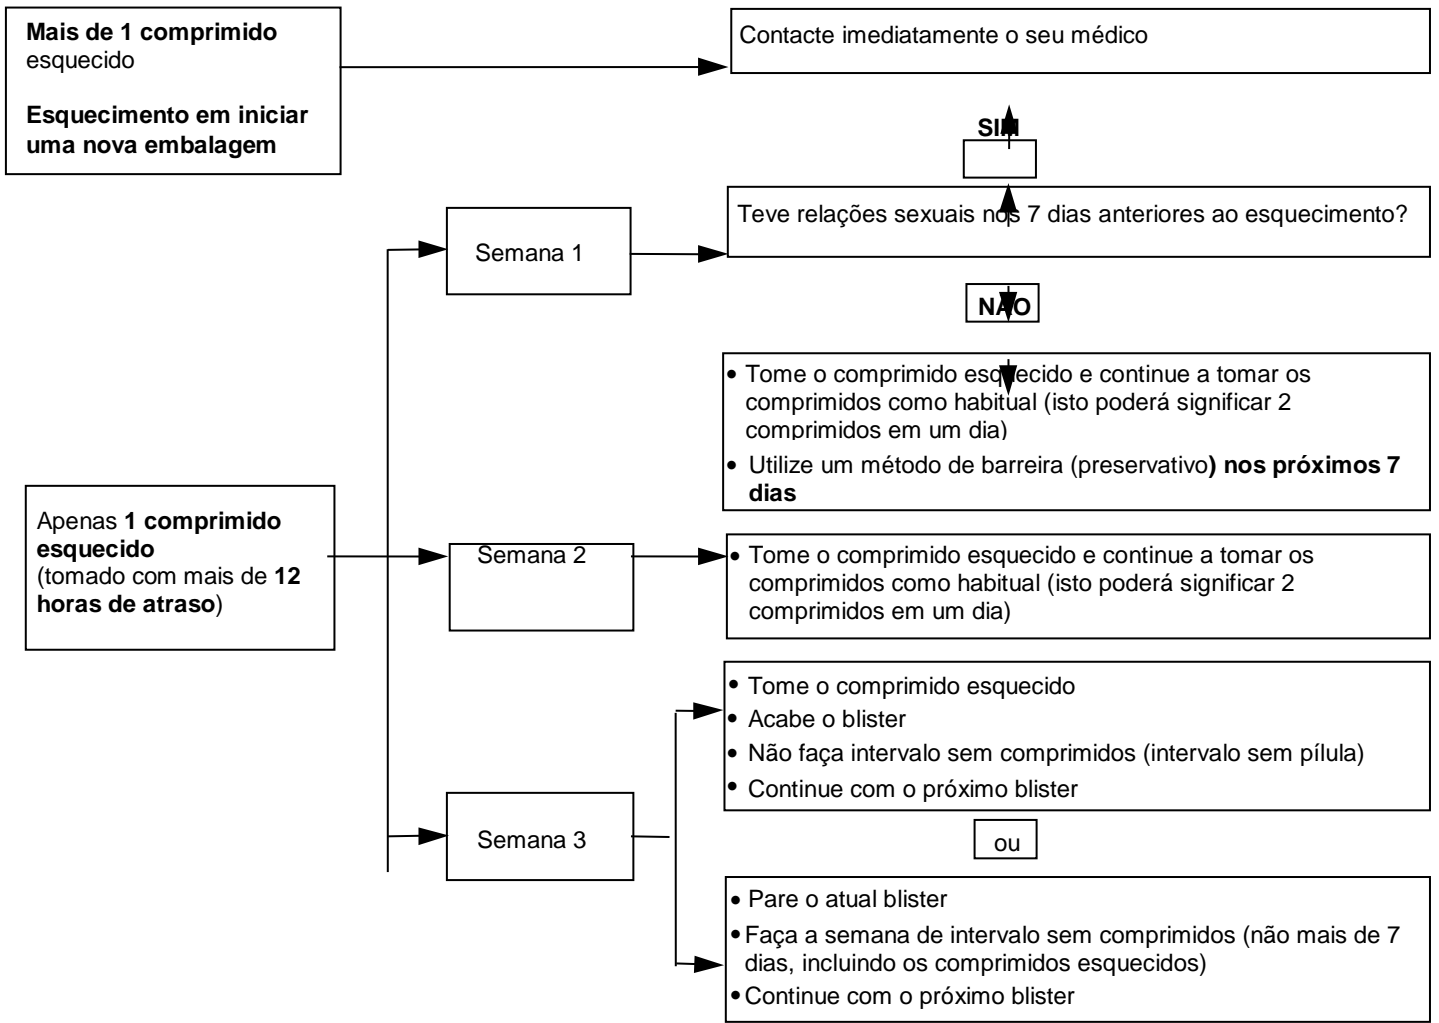 Mais de 1 comprimido
esquecido
Esquecimento em iniciar
uma nova embalagem
Contacte imediatamente o seu médico
SIM
Semana 1
Teve relações sexuais nos 7 dias anteriores ao esquecimento?
NÃO
• Tome o comprimido esquecido e continue a tomar os
comprimidos como habitual (isto poderá significar 2
comprimidos em um dia)
• Utilize um método de barreira (preservativo) nos próximos 7
dias
Apenas 1 comprimido
esquecido
(tomado com mais de 12
horas de atraso)
Semana 2
• Tome o comprimido esquecido e continue a tomar os
comprimidos como habitual (isto poderá significar 2
comprimidos em um dia)
Semana 3
• Tome o comprimido esquecido
• Acabe o blister
• Não faça intervalo sem comprimidos (intervalo sem pílula)
• Continue com o próximo blister
ou
• Pare o atual blister
• Faça a semana de intervalo sem comprimidos (não mais de 7
dias, incluindo os comprimidos esquecidos)
• Continue com o próximo blister